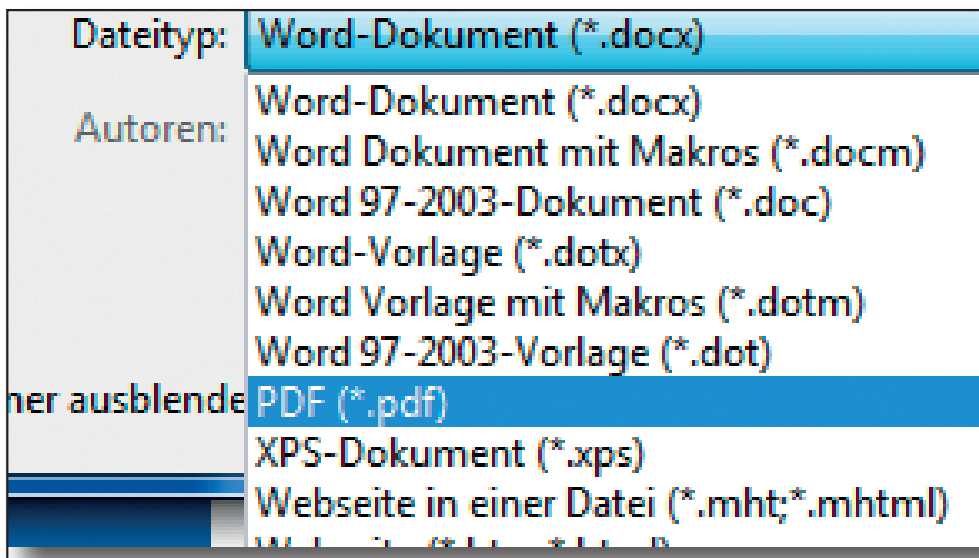 Dateityp: Word-Dokument (*.docx)
Autoren:
Word-Dokument (*.docx)
Word Dokument mit Makros (*.docm)
Word 97-2003-Dokument (*.doc)
Word-Vorlage (*.dotx)
Word Vorlage mit Makros (*.dotm)
Word 97-2003-Vorlage (*.dot)
ner ausblende
PDF (*.pdf)
XPS-Dokument (*.xps)
Webseite in einer Datei (*.mht;*.mhtml)